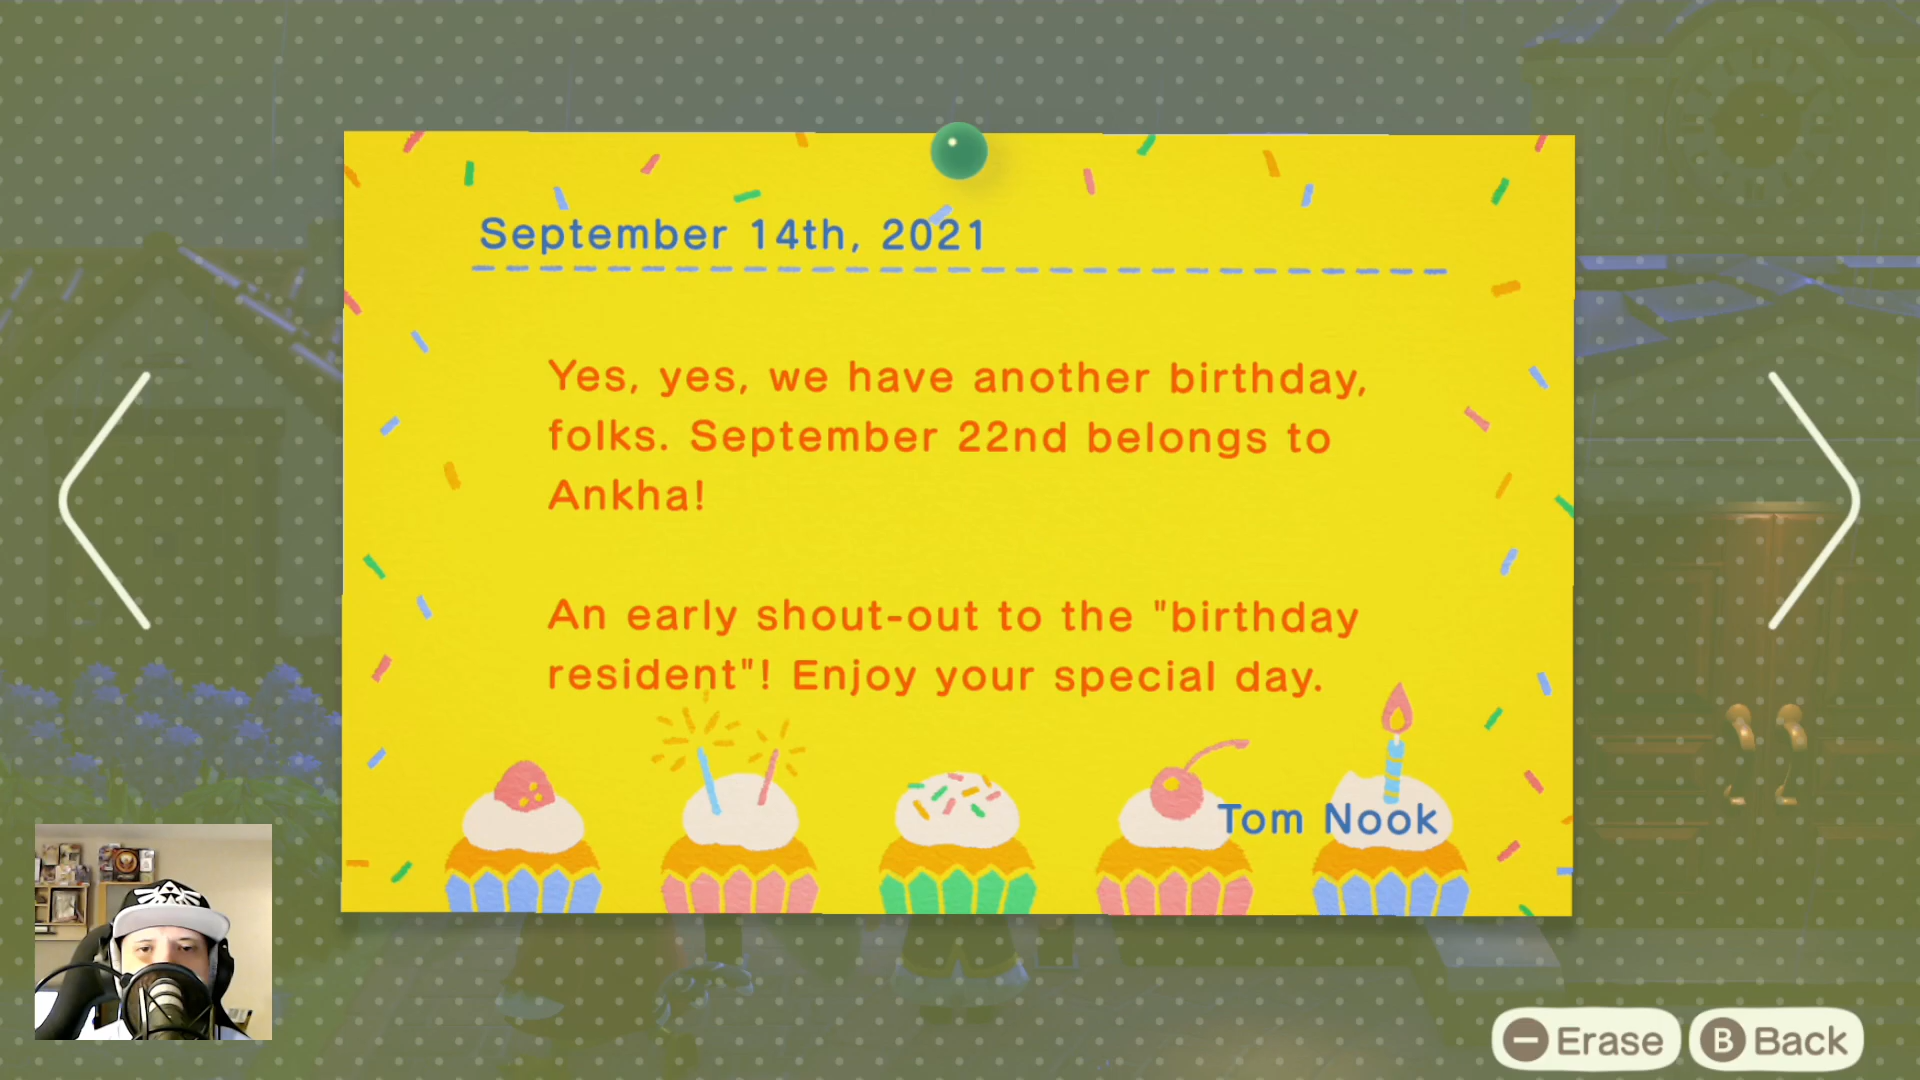 September 14th, 2021
Yes, yes, we have another birthday,
folks. September 22nd belongs to
Ankha!
An early shout-out to the "birthday
resident"! Enjoy your special day.
Tom Nook
Erase
B Back